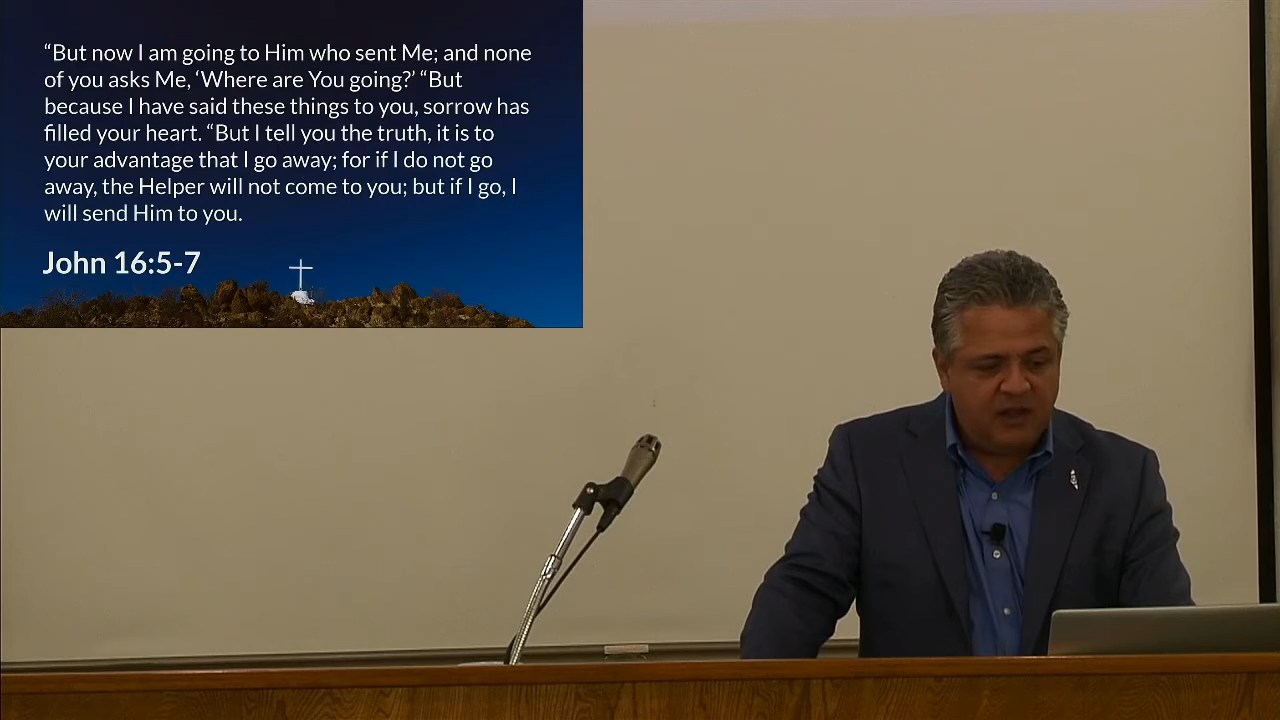 “But now I am going to Him who sent Me; and none
of you asks Me, ‘Where are You going?’ “But
because I have said these things to you, sorrow has
filled your heart. “But I tell you the truth, it is to
your advantage that I go away; for if I do not go
away, the Helper will not come to you; but if I go, I
will send Him to you.
John 16:5-7